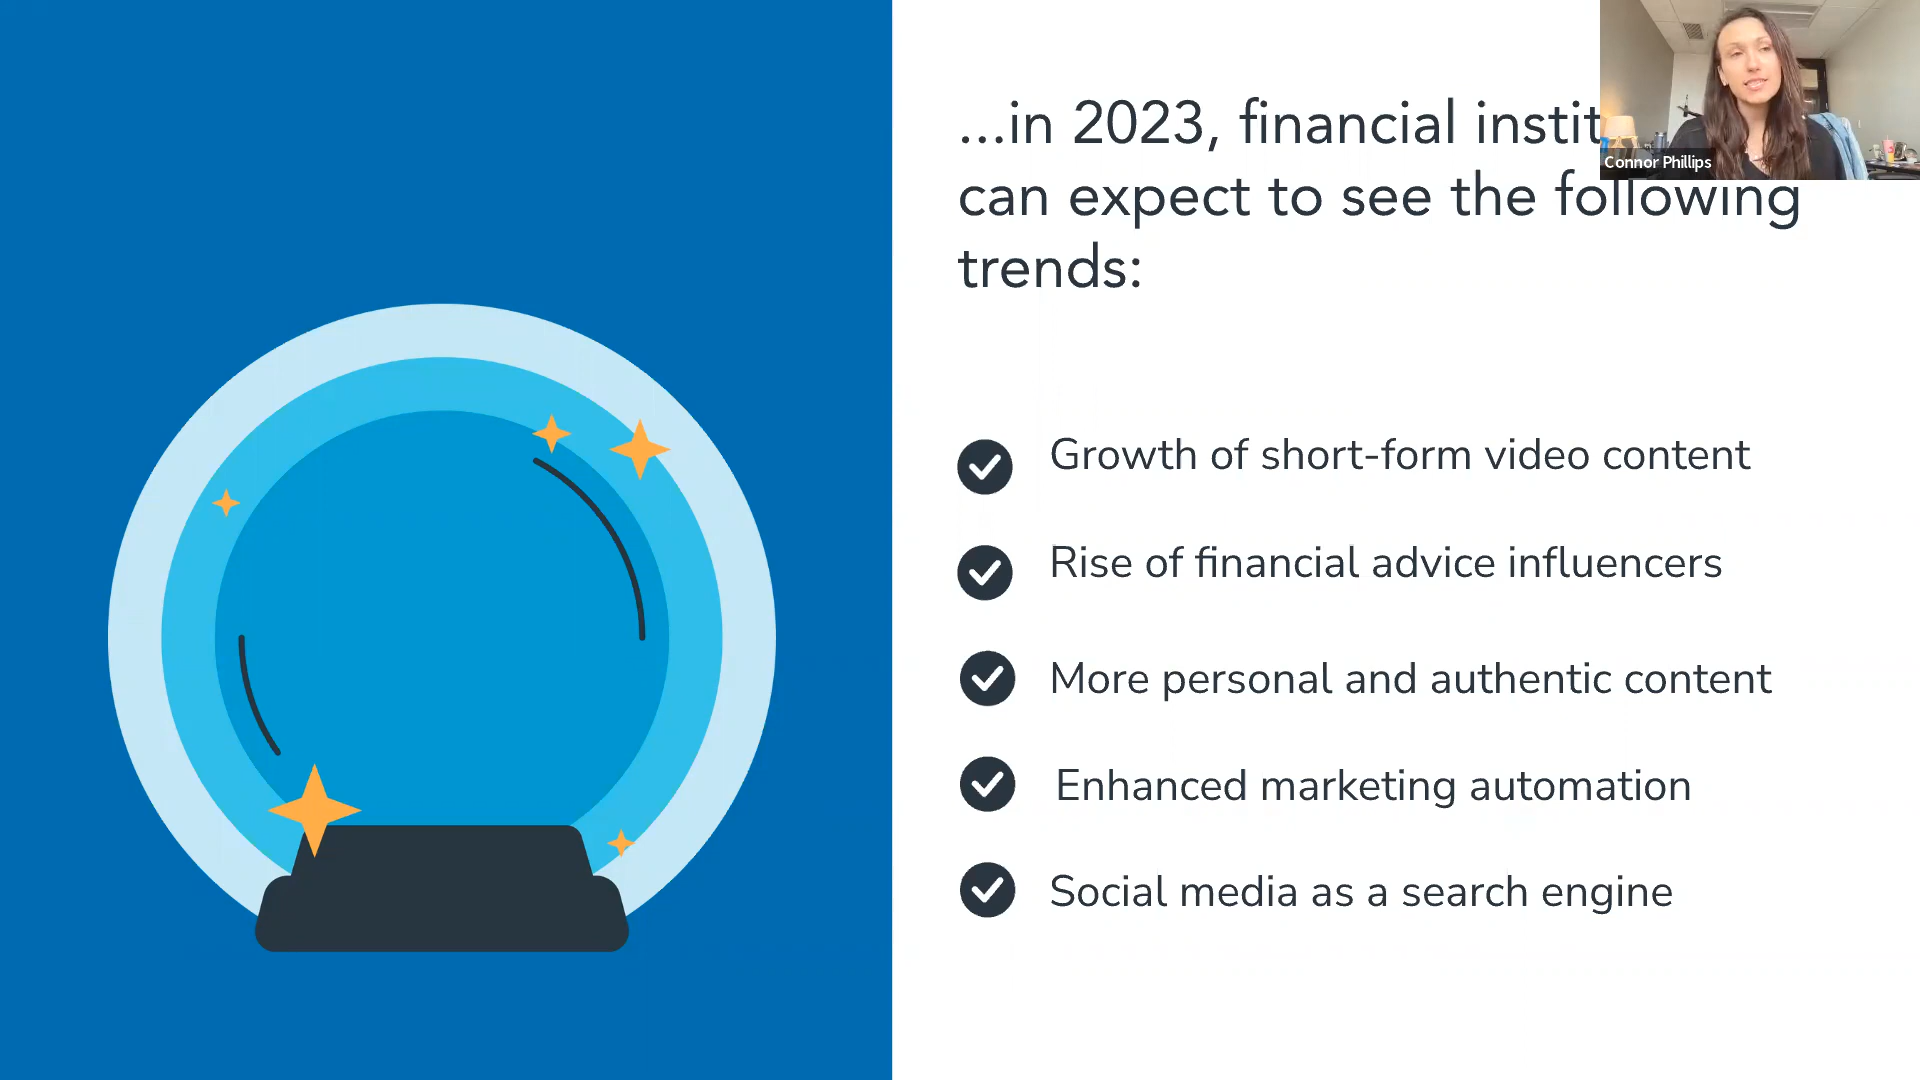 ...in 2023, financial instit
can expect to see the following
trends:
Connor Phillips
Growth of short-form video content
Rise of financial advice influencers
More personal and authentic content
Enhanced marketing automation
Social media as a search engine